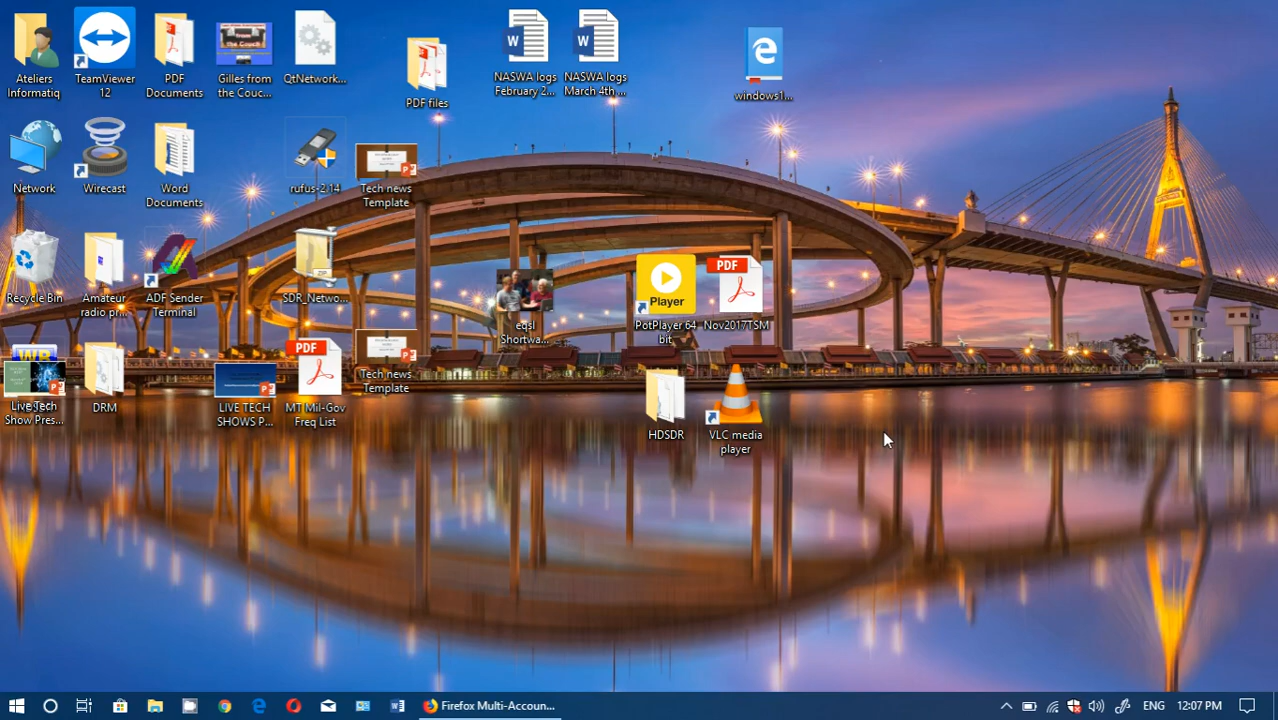 Ateliers
Informatiq
TeamViewer
12
PDF
Documents
Gilles from
the Couc...
QtNetwork...
PDF files
NASWA logs
February 2...
NASWA logs
March 4th ...
windows1...
Network
Wirecast
Word
Documents
rufus-2.14
Tech news
Template
Recycle Bin
Amateur
radio pr...
ADF Sender
Terminal
SDR_Netwo...
eqsl
Shortwa...
Player
PotPlayer 64
bit
PDF
Nov2017TSM
Show Pres...
DRM
LIVE TECH
SHOWS P...
PDF
MT Mil-Gov
Freq List
Tech news
Template
HDSDR
VLC media
player
Firefox Multi-Accoun...
ENG
12:07 PM